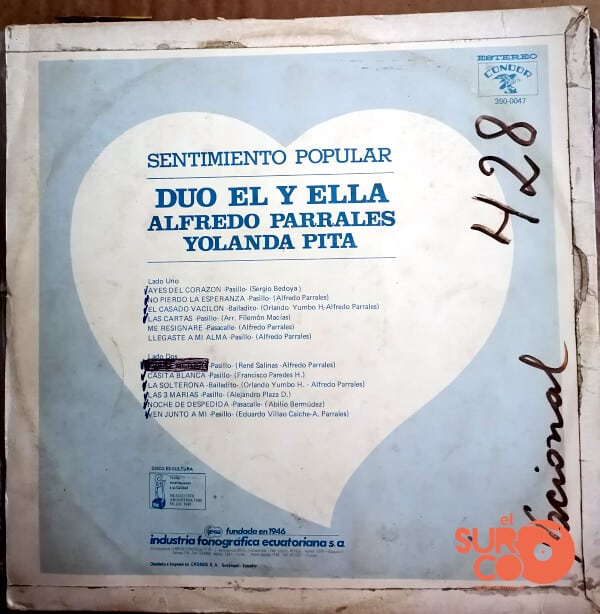 ESTEREO
CONDOR
350-0047
428
SENTIMIENTO POPULAR
DUO EL Y ELLA
ALFREDO PARRALES
YOLANDA PITA
Lado Uno
AYES DEL CORAZON -Pasillo- (Sergio Bedoya)
NO PIERDO LA ESPERANZA -Pasillo- (Alfredo Parrales)
EL CASADO VACILON -Bailadito- (Orlando Yumbo H-Alfredo Parrales)
LAS CARTAS -Pasillo- (Arr. Filemón Macías)
ME RESIGNARE -Pasacalle- (Alfredo Parrales)
LLEGASTE A MI ALMA -Pasillo- (Alfredo Parrales)
Lado Dos
-Pasillo- (René Salinas -Alfredo Parrales)
CASITA BLANCA -Pasillo- (Francisco Paredes H.)
LA SOLTERONA -Bailadito- (Orlando Yumbo H. - Alfredo Parrales)
LAS 3 MARIAS -Pasillo- (Alejandro Plaza D.)
NOCHE DE DESPEDIDA -Pasacalle- (Abilio Bermúdez)
VEN JUNTO A MI -Pasillo- (Eduardo Villao Caiche-A. Parrales)
Nacional
DISCO ES CULTURA
fundada en 1946
industria fonográfica ecuatoriana s.a.
el
SURCO